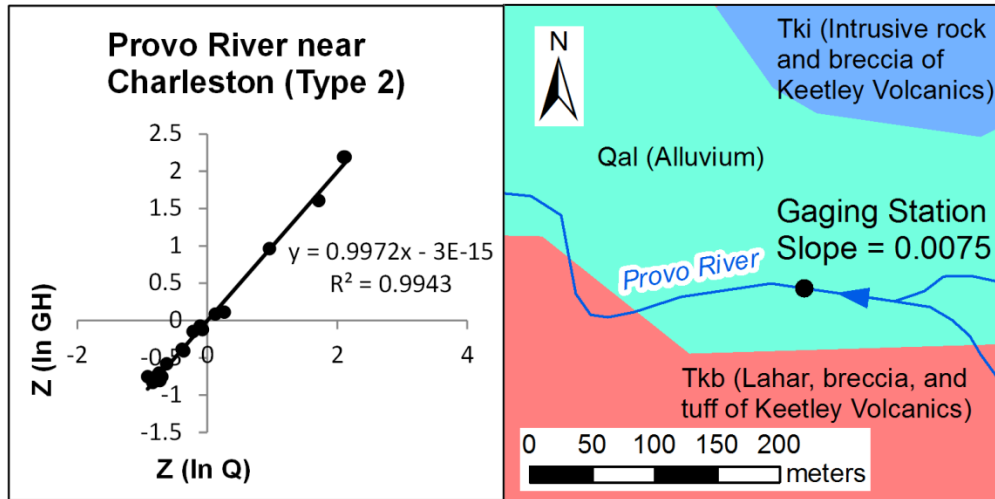 Provo River near
Charleston (Type 2)
2.5
2
1.5
1
0.5
0
-0.5
-1
-1.5
-2
0
2
4
y = 0.9972x - 3E-15
R² = 0.9943
Z (ln GH)
Z (ln Q)
N
Tki (Intrusive rock
and breccia of
Keetley Volcanics)
Qal (Alluvium)
Gaging Station
Slope = 0.0075
Provo River
Tkb (Lahar, breccia, and
tuff of Keetley Volcanics)
0 50 100 150 200
meters